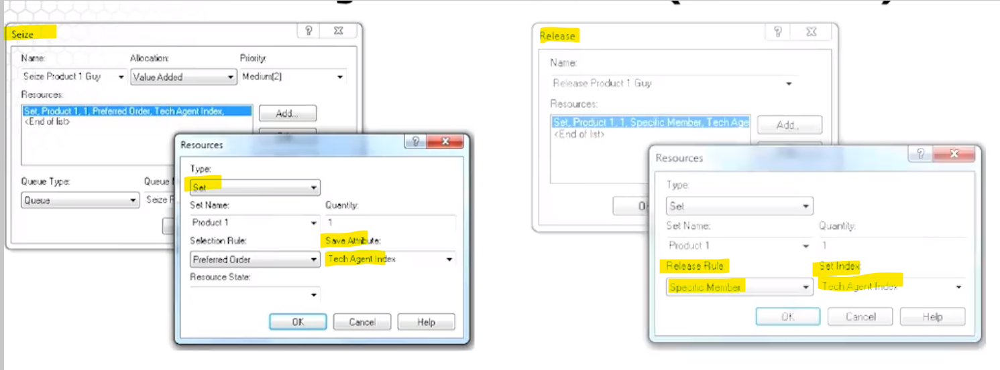 Seize
Name:
Allocation:
Priority:
Seize Product 1 Guy
Value Added
Medium(2)
Resources:
Set, Product 1, 1, Preferred Order, Tech Agent Index,
<End of list>
Add...
Queue Type:
Queue
Queue
Seize
Resources
Type:
Set
Set Name:
Quantity:
Product 1
1
Selection Rule:
Save Attribute:
Preferred Order
Tech Agent Index
Resource State:
OK
Cancel
Help
Release
Name:
Release Product 1 Guy
Resources:
Set, Product 1, 1, Specific Member, Tech Age
<End of list>
Add..
Resources
Type:
Set
Set Name:
Quantity:
Product 1
1
Release Rule:
Set Index:
Specific Member
Tech Agent Index
OK
Cancel
Help